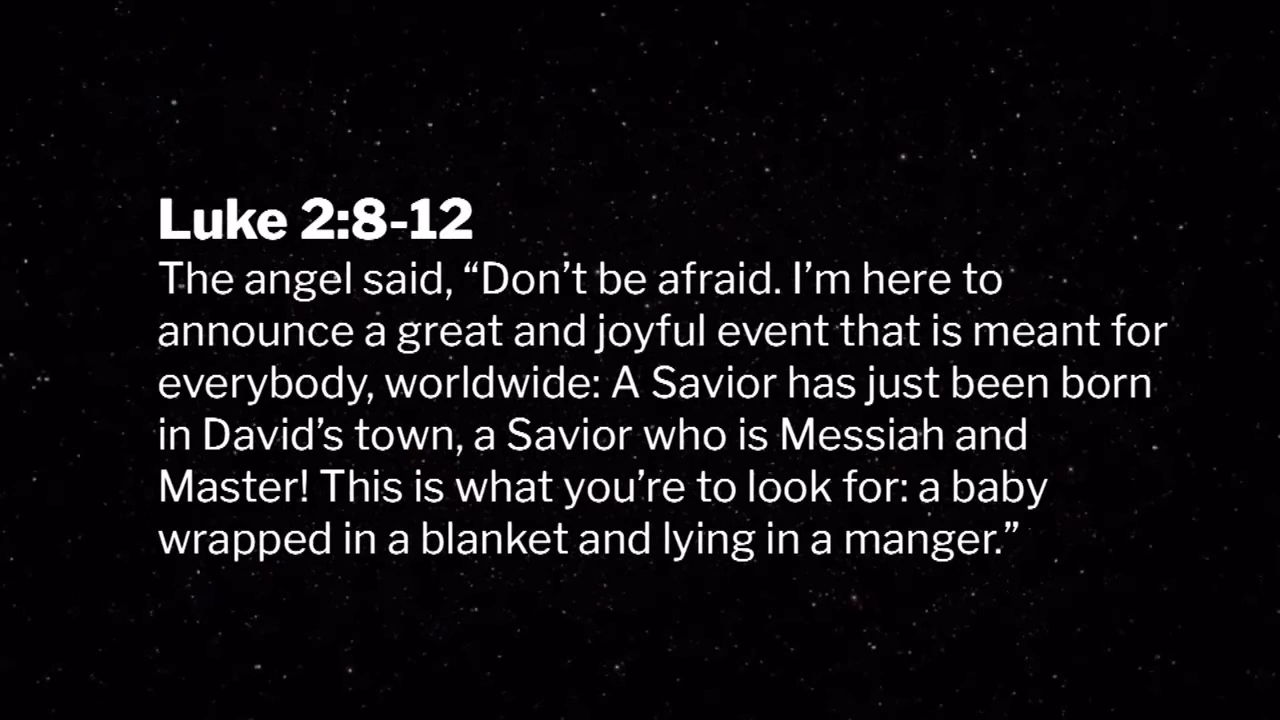 Luke 2:8-12
The angel said, “Don’t be afraid. I’m here to
announce a great and joyful event that is meant for
everybody, worldwide: A Savior has just been born
in David’s town, a Savior who is Messiah and
Master! This is what you’re to look for: a baby
wrapped in a blanket and lying in a manger.”